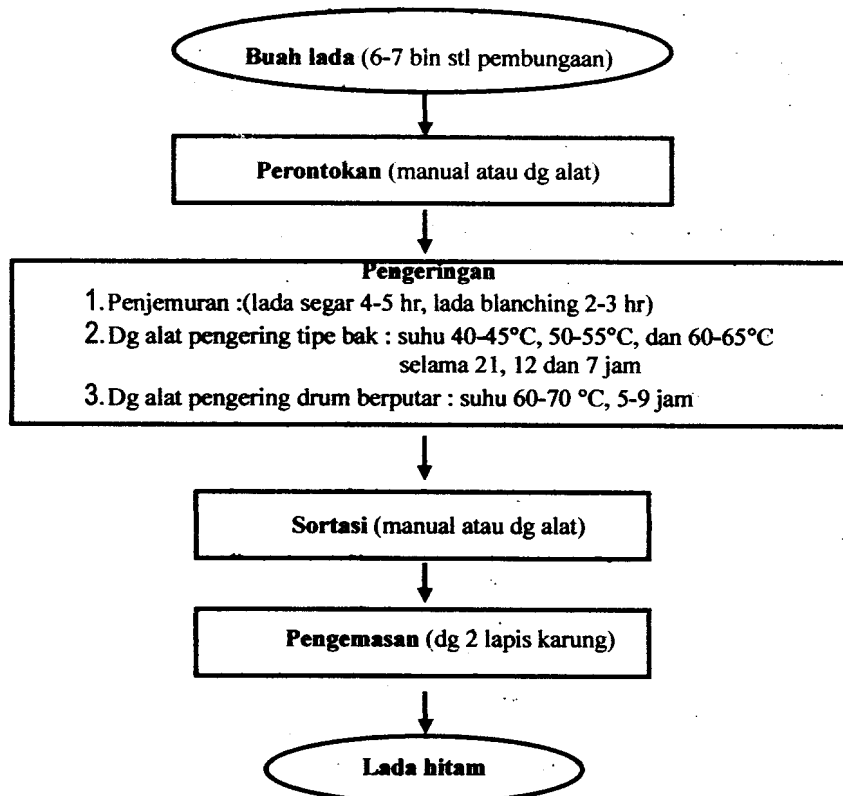 Buah lada (6-7 bin stl pembungaan)
Perontokan (manual atau dg alat)
Pengeringan
1. Penjemuran :(lada segar 4-5 hr, lada blanching 2-3 hr)
2. Dg alat pengering tipe bak : suhu 40-45°C, 50-55°C, dan 60-65°C
selama 21, 12 dan 7 jam
3. Dg alat pengering drum berputar : suhu 60-70 °C, 5-9 jam
Sortasi (manual atau dg alat)
Pengemasan (dg 2 lapis karung)
Lada hitam